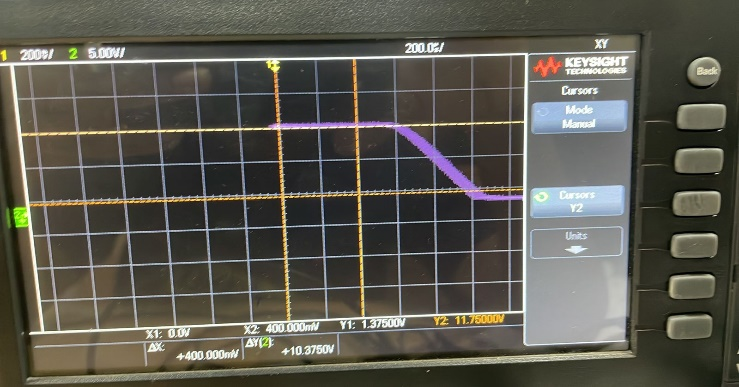 1 200▒/ 2 5.00V/ 200.0▒/ XY
KEYSIGHT
TECHNOLOGIES
Cursors
Mode
Manual
Cursors
Y2
Units
X1: 0.0V X2: 400.000mV Y1: 1.37500V Y2: 11.75000V
ΔX: +400.000mV ΔY(2): +10.3750V
Back